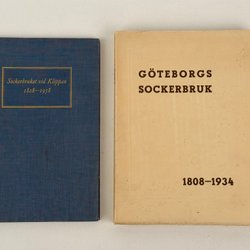 Sockerbruket vid Klippan
1808–1958
GÖTEBORGS
SOCKERBRUK
1808—1934